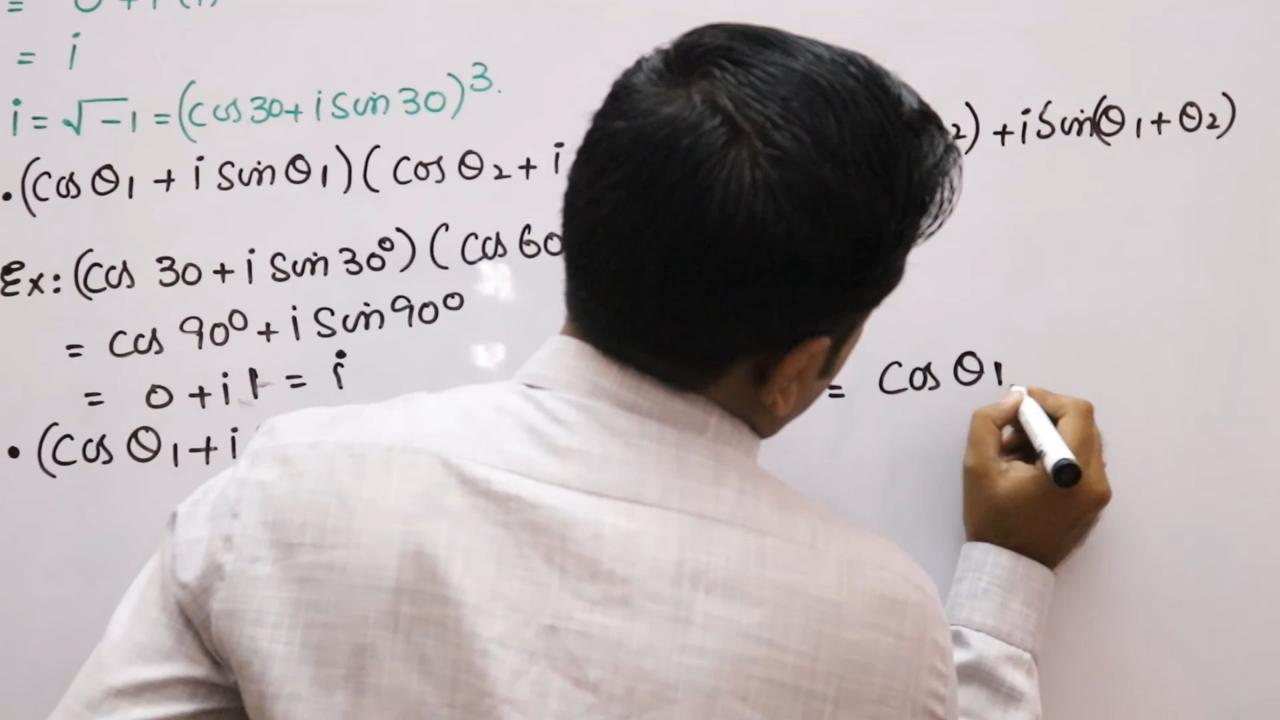 = i
i = √-1 = (cos 30 + i sin 30)³.
• (cos θ₁ + i sin θ₁) ( cos θ₂ + i ₂) + i sin(θ₁ + θ₂)
Ex: (cos 30 + i sin 30°) ( cos 60
= cos 90° + i sin 90°
= 0 + i 1 = i
• (cos θ₁ + i = cos θ₁